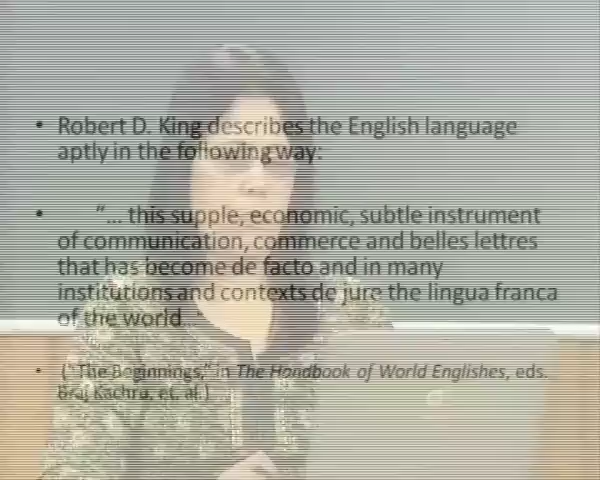 • Robert D. King describes the English language
aptly in the following way:
• "... this supple, economic, subtle instrument
of communication, commerce and belles lettres
that has become de facto and in many
institutions and contexts de jure the lingua franca
of the world..."
• ("The Beginnings," in The Handbook of World Englishes, eds.
Braj Kachru, et. al.)